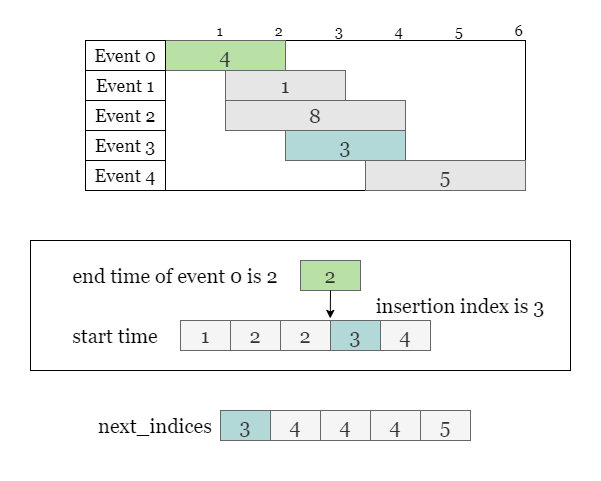 1 2 3 4 5 6
Event 0 4
Event 1 1
Event 2 8
Event 3 3
Event 4 5
end time of event 0 is 2 2
insertion index is 3
start time 1 2 2 3 4
next_indices 3 4 4 4 5